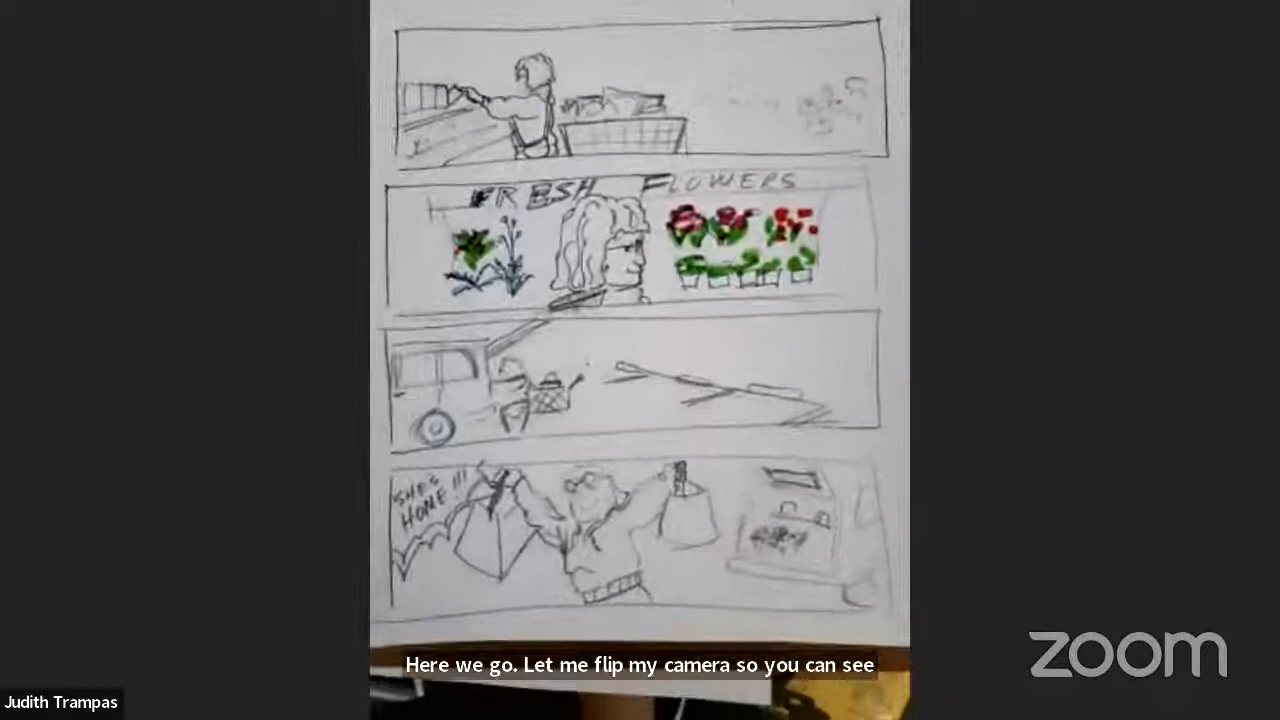 FRESH FLOWERS
SHE'S
HOME!!!
Here we go. Let me flip my camera so you can see
zoom
Judith Trampas